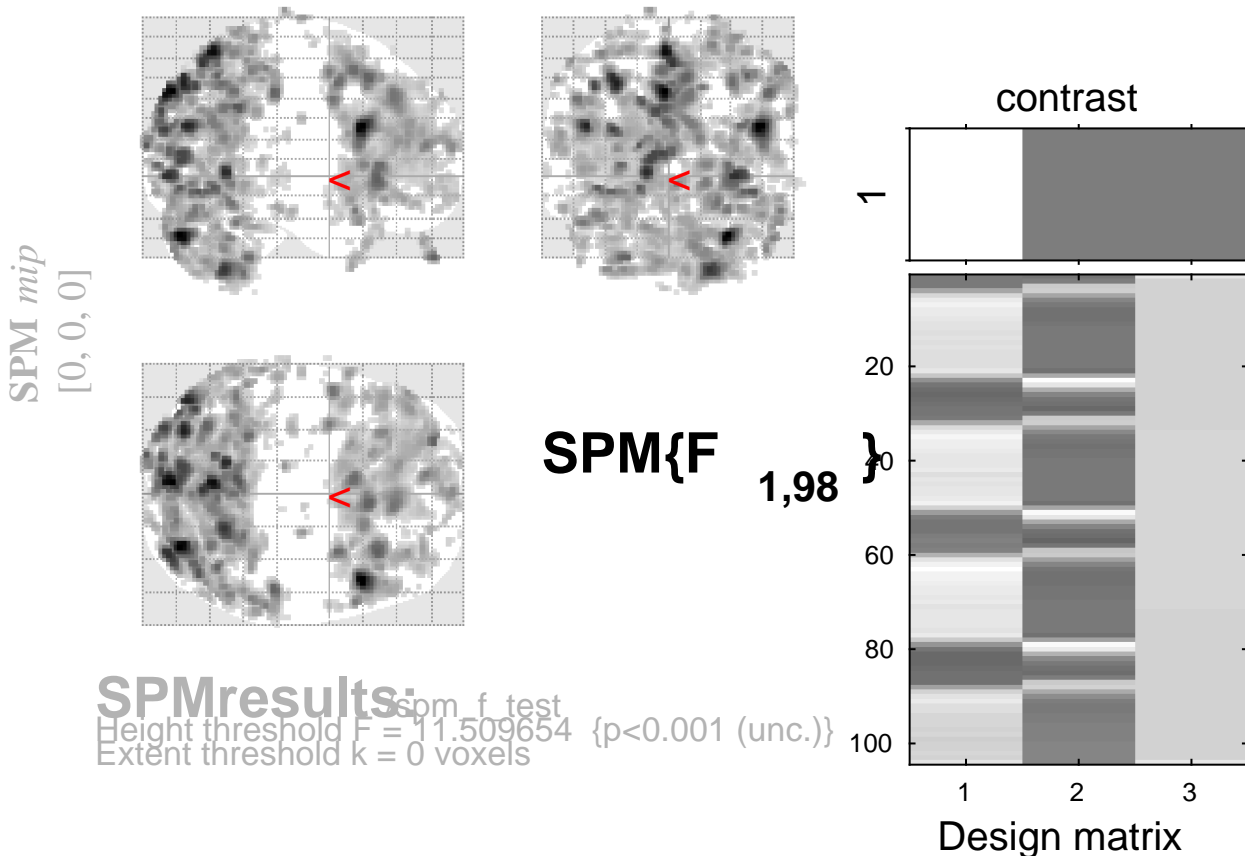 SPM mip
[0, 0, 0]
<
<
<
SPM{F 1,98 }
contrast
1
20
40
60
80
100
1 2 3
Design matrix
SPMresults: ./spm_f_test
Height threshold F = 11.509654 {p<0.001 (unc.)}
Extent threshold k = 0 voxels